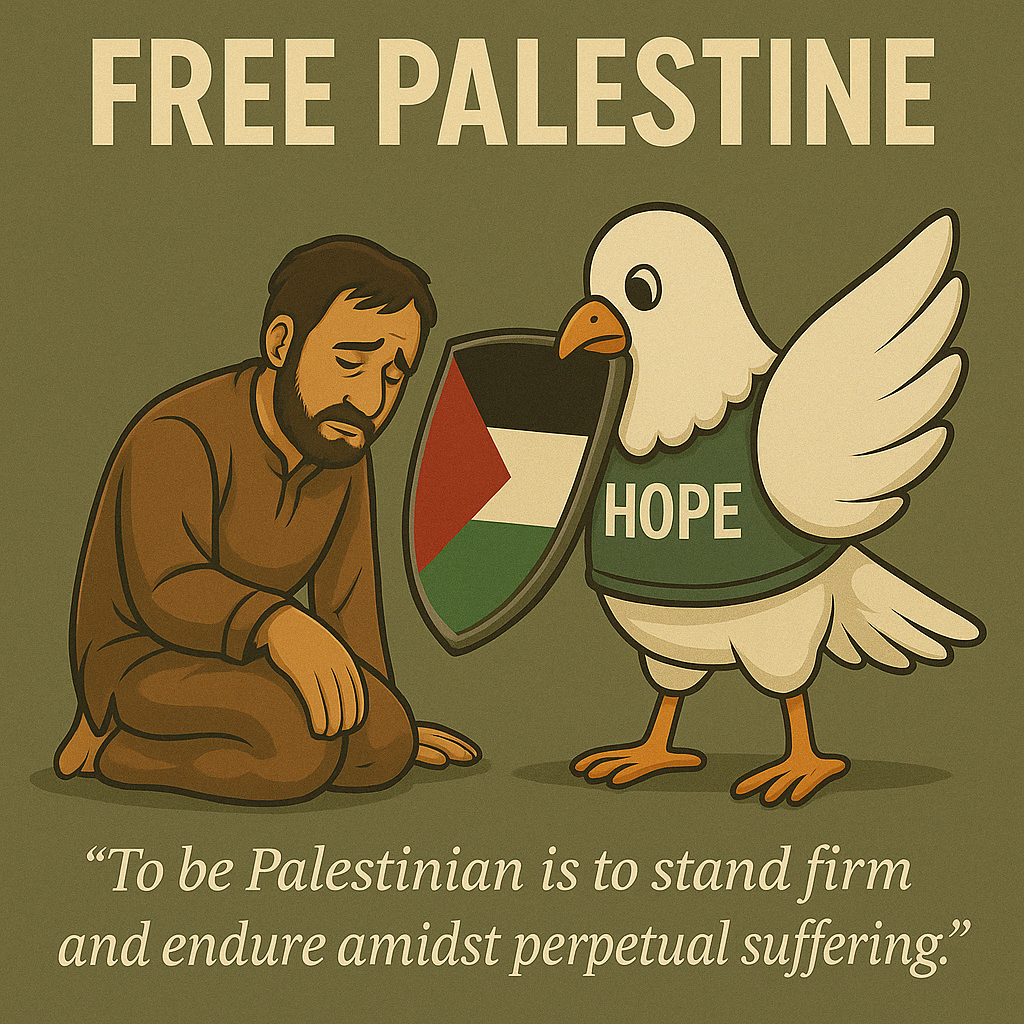 FREE PALESTINE
HOPE
“To be Palestinian is to stand firm
and endure amidst perpetual suffering.”